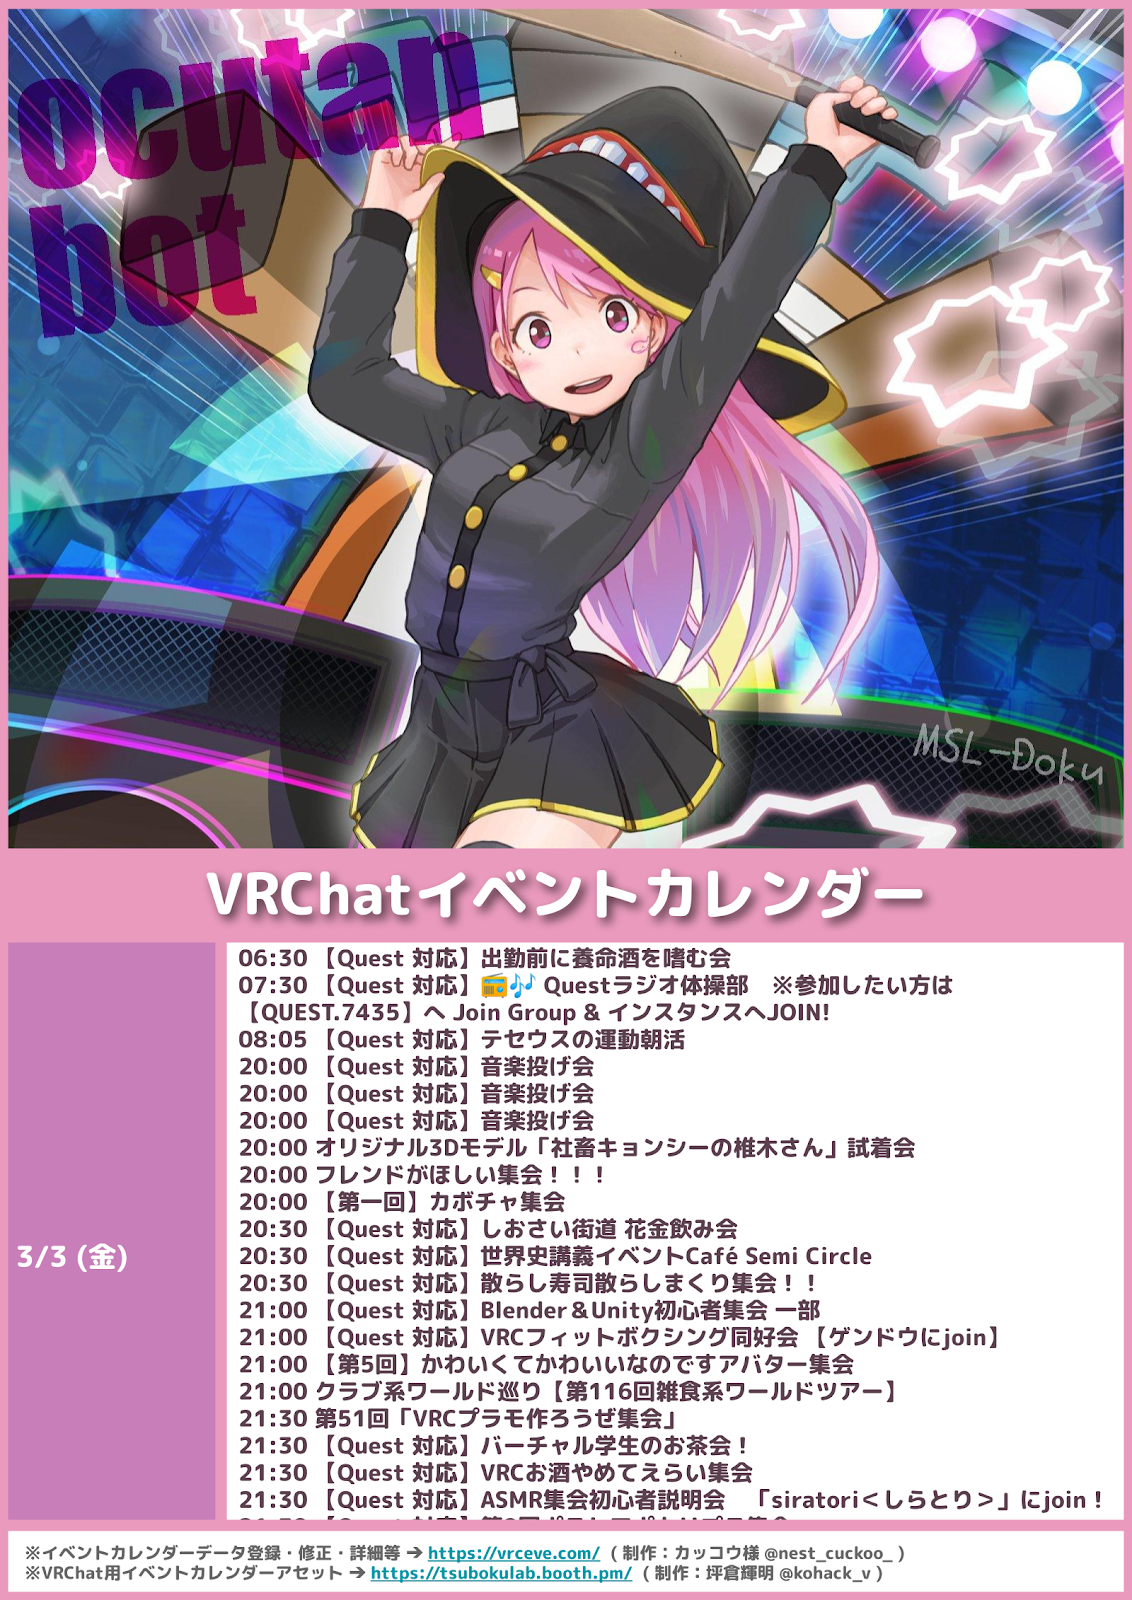 ocutan
bot
MSL-Doku
VRChatイベントカレンダー
3/3 (金)
06:30 【Quest 対応】出勤前に養命酒を嗜む会
07:30 【Quest 対応】📻🎶 Questラジオ体操部　※参加したい方は
【QUEST.7435】へ Join Group & インスタンスへJOIN!
08:05 【Quest 対応】テセウスの運動朝活
20:00 【Quest 対応】音楽投げ会
20:00 【Quest 対応】音楽投げ会
20:00 【Quest 対応】音楽投げ会
20:00 オリジナル3Dモデル「社畜キョンシーの椎木さん」試着会
20:00 フレンドがほしい集会！！！
20:00 【第一回】カボチャ集会
20:30 【Quest 対応】しおさい街道 花金飲み会
20:30 【Quest 対応】世界史講義イベントCafé Semi Circle
20:30 【Quest 対応】散らし寿司散らしまくり集会！！
21:00 【Quest 対応】Blender＆Unity初心者集会 一部
21:00 【Quest 対応】VRCフィットボクシング同好会 【ゲンドウにjoin】
21:00 【第5回】かわいくてかわいいなのですアバター集会
21:00 クラブ系ワールド巡り【第116回雑食系ワールドツアー】
21:30 第51回「VRCプラモ作ろうぜ集会」
21:30 【Quest 対応】バーチャル学生のお茶会！
21:30 【Quest 対応】VRCお酒やめてえらい集会
21:30 【Quest 対応】ASMR集会初心者説明会　「siratori＜しらとり＞」にjoin！
※イベントカレンダーデータ登録・修正・詳細等 ➔ https://vrceve.com/ ( 制作：カッコウ様 @nest_cuckoo_ )
※VRChat用イベントカレンダーアセット ➔ https://tsubokulab.booth.pm/ ( 制作：坪倉輝明 @kohack_v )